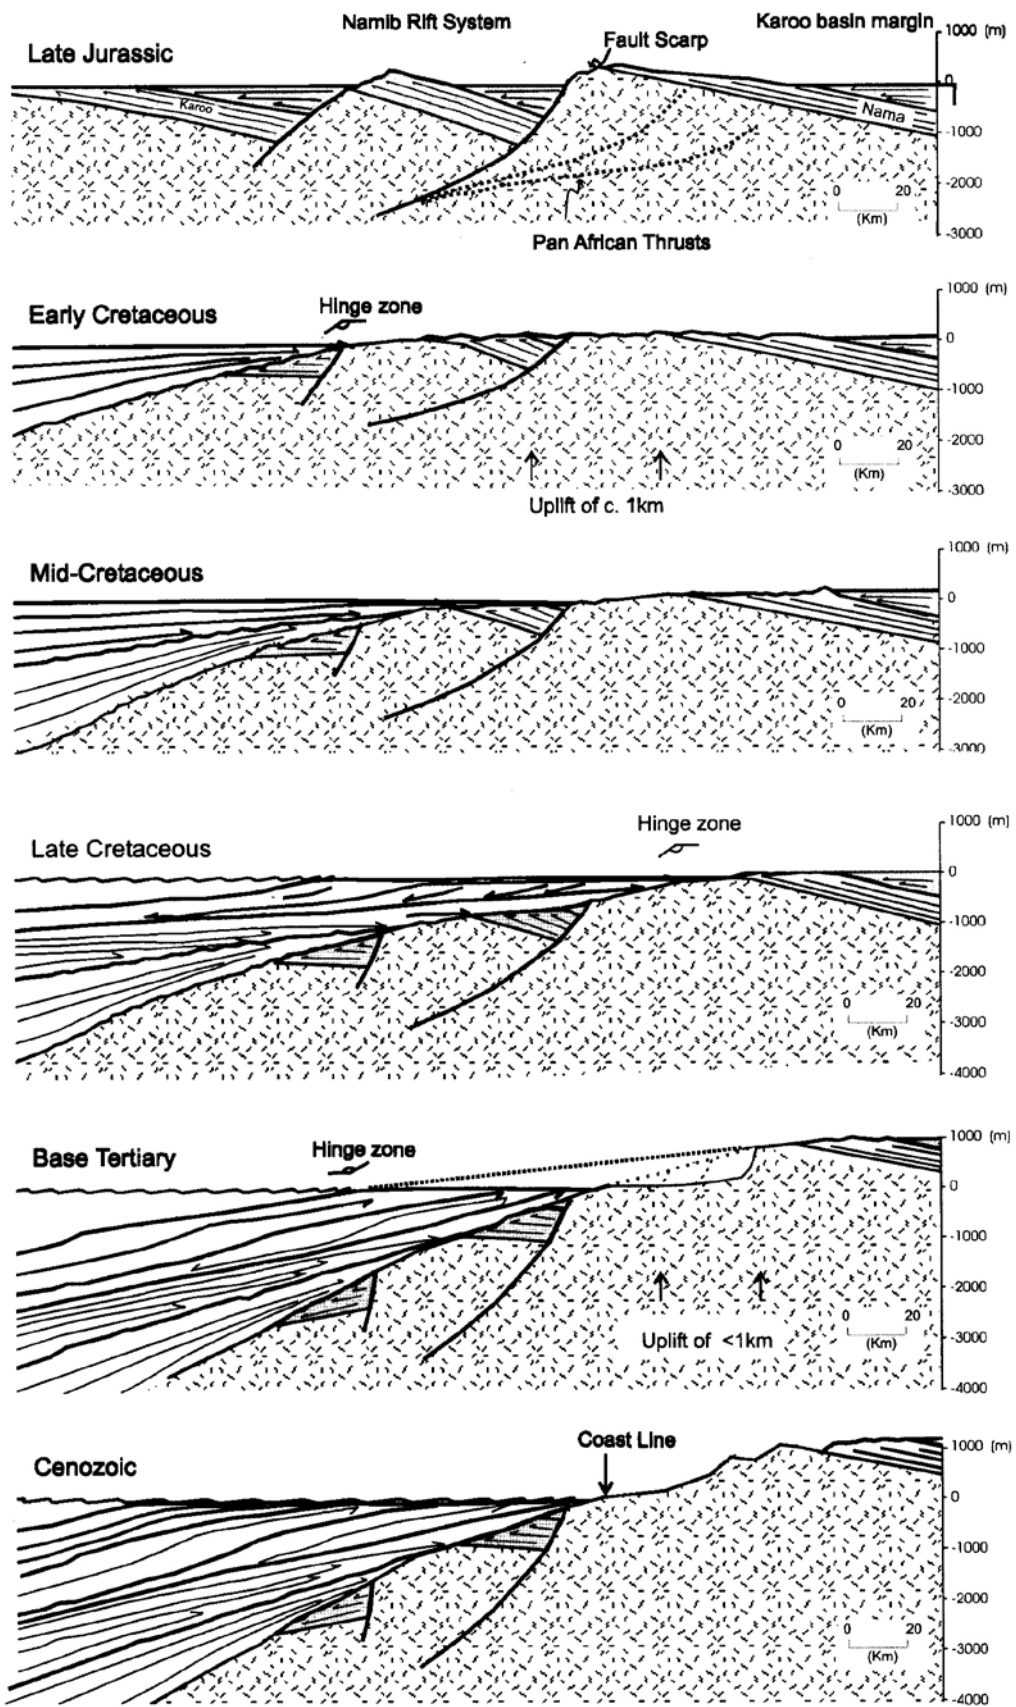 Namib Rift System
Karoo basin margin
1000 (m)
Fault Scarp
Late Jurassic
0
Karoo
Nama
-1000
-2000
0 20
(Km)
-3000
Pan African Thrusts
1000 (m)
Hinge zone
Early Cretaceous
0
-1000
-2000
0 20
(Km)
-3000
Uplift of c. 1km
1000 (m)
Mid-Cretaceous
0
-1000
-2000
0 20
(Km)
-3000
1000 (m)
Hinge zone
Late Cretaceous
0
-1000
-2000
0 20
(Km)
-3000
-4000
1000 (m)
Hinge zone
Base Tertiary
0
-1000
-2000
0 20
(Km)
Uplift of <1km
-3000
-4000
Coast Line
1000 (m)
Cenozoic
0
-1000
-2000
0 20
(Km)
-3000
-4000